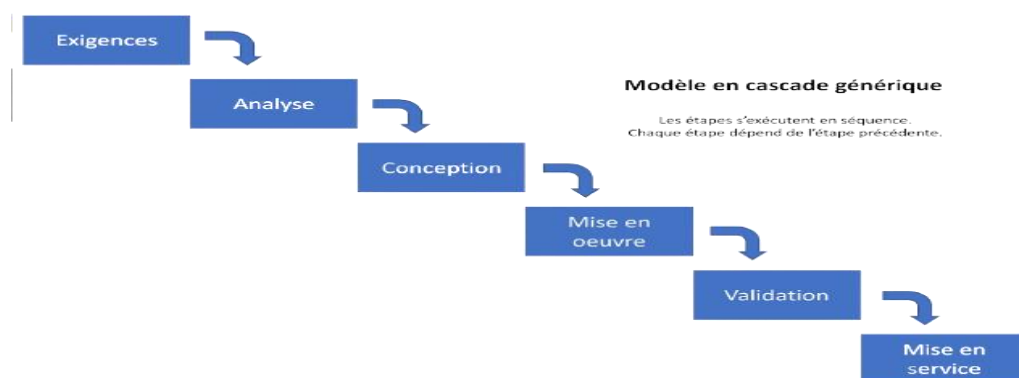 Exigences
Analyse
Modèle en cascade générique
Les étapes s'exécutent en séquence.
Chaque étape dépend de l'étape précédente.
Conception
Mise en
oeuvre
Validation
Mise en
service